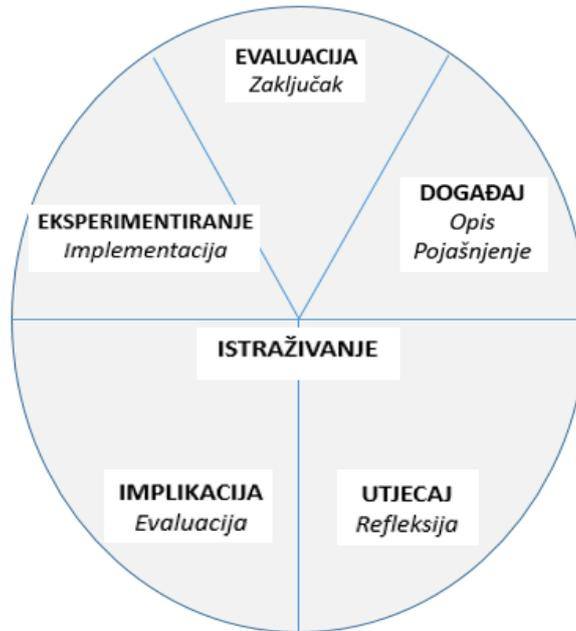 EVALUACIJA
Zaključak
DOGAĐAJ
Opis
Pojašnjenje
EKSPERIMENTIRANJE
Implementacija
ISTRAŽIVANJE
IMPLIKACIJA
Evaluacija
UTJECAJ
Refleksija